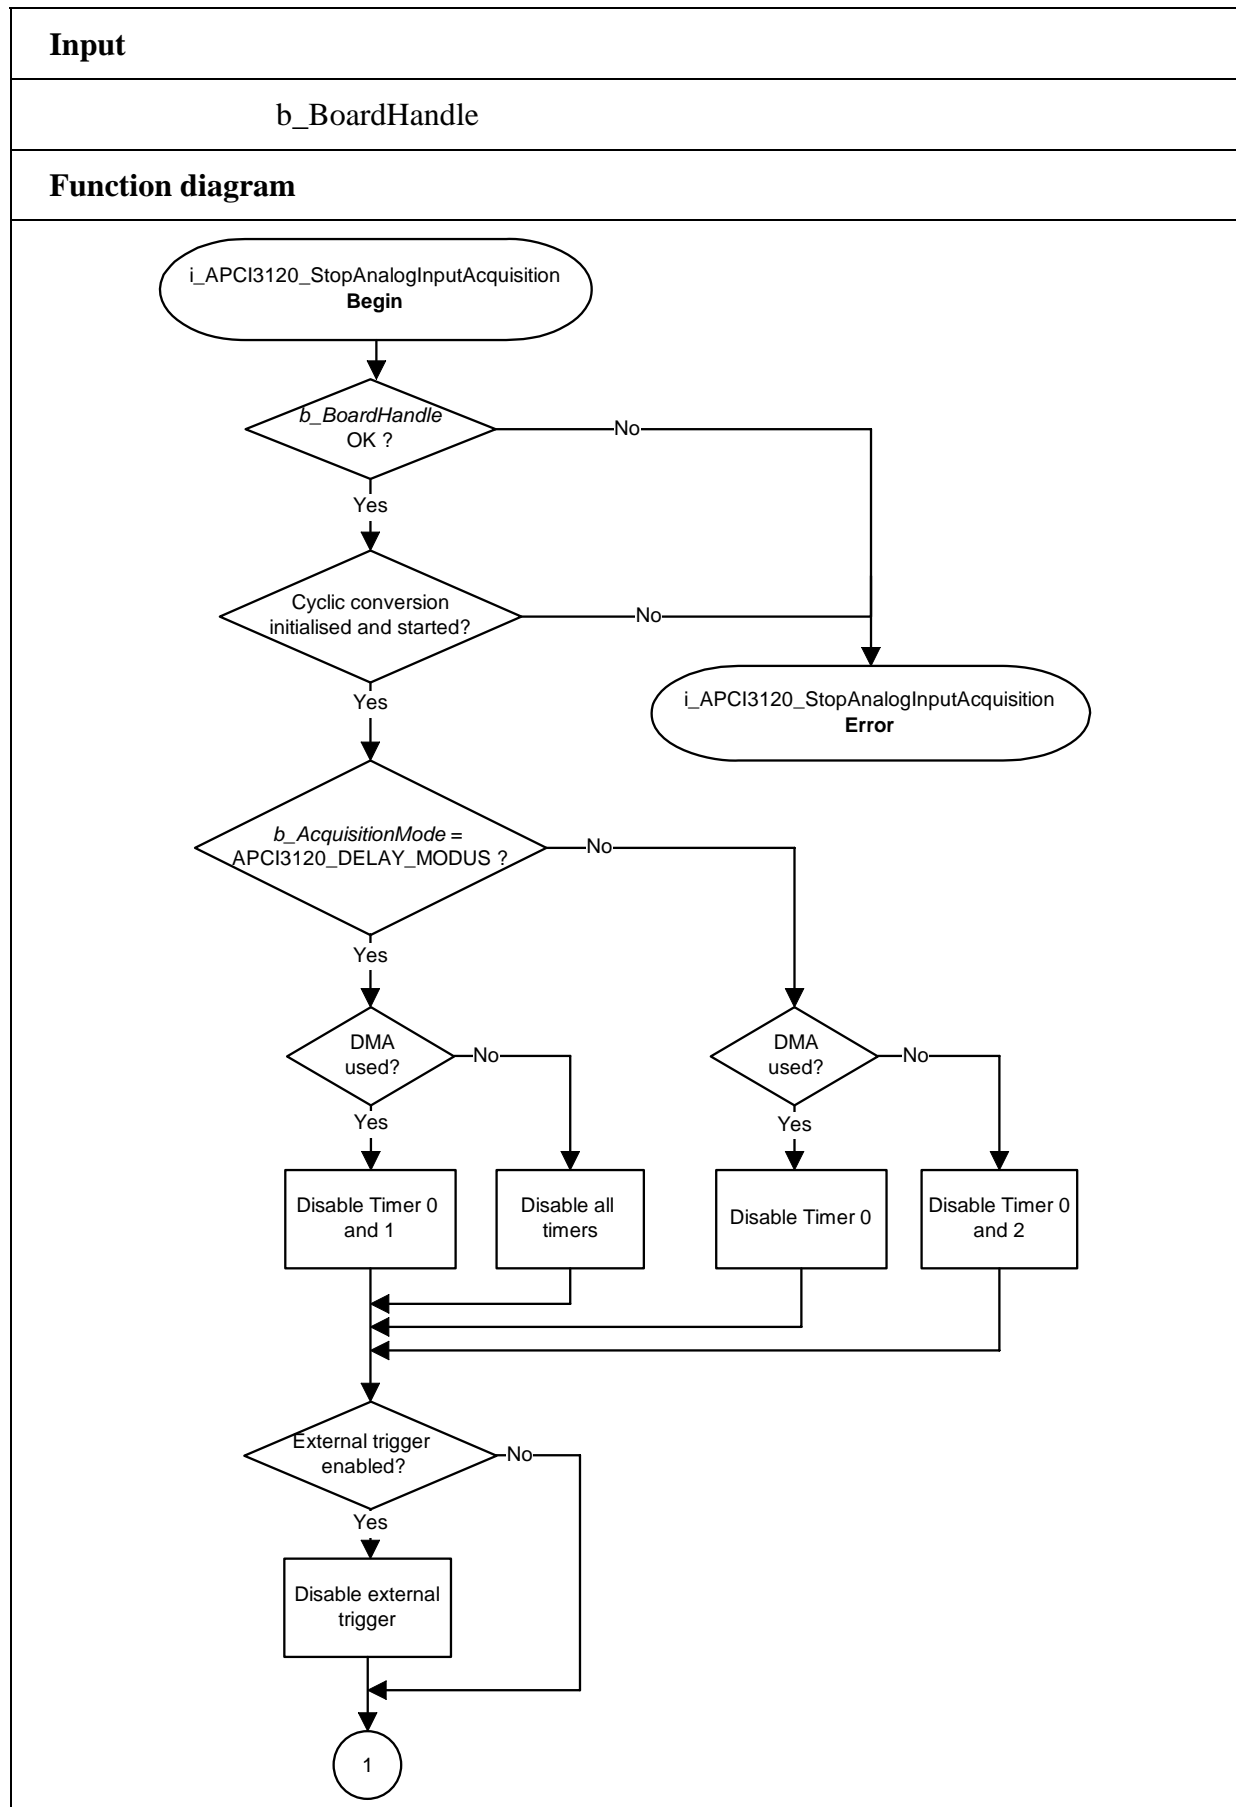 Input
b_BoardHandle
Function diagram
i_APCI3120_StopAnalogInputAcquisition
Begin
b_BoardHandle
OK ?
No
Yes
Cyclic conversion
initialised and started?
No
Yes
i_APCI3120_StopAnalogInputAcquisition
Error
b_AcquisitionMode =
APCI3120_DELAY_MODUS ?
No
Yes
DMA
used?
No
Yes
DMA
used?
No
Yes
Disable Timer 0
and 1
Disable all
timers
Disable Timer 0
Disable Timer 0
and 2
External trigger
enabled?
No
Yes
Disable external
trigger
1